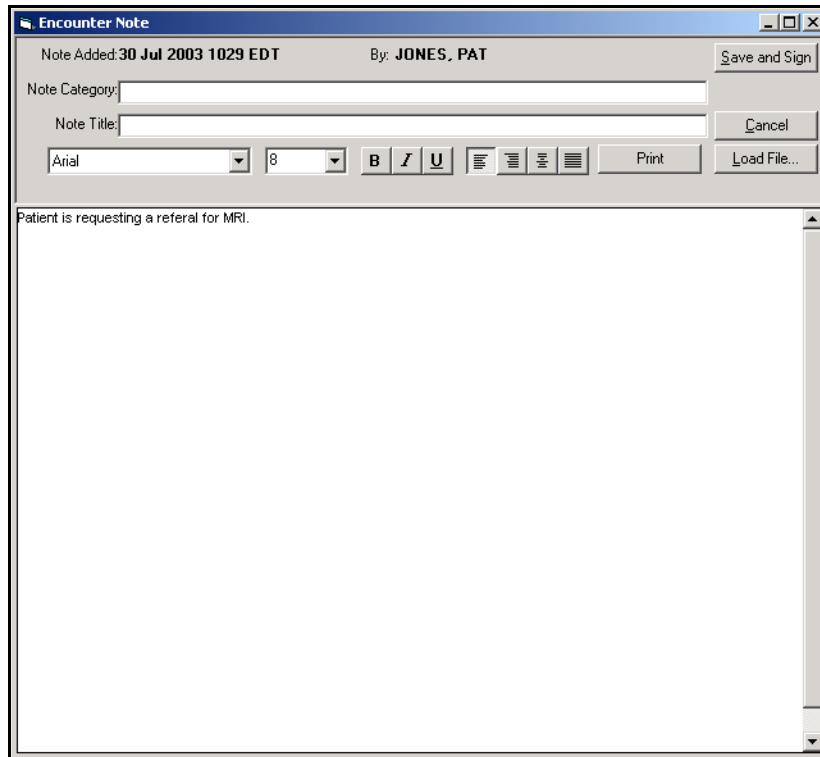 Encounter Note
Note Added: 30 Jul 2003 1029 EDT By: JONES, PAT Save and Sign
Note Category:
Note Title: Cancel
Arial 8 B I U Print Load File...
Patient is requesting a referal for MRI.